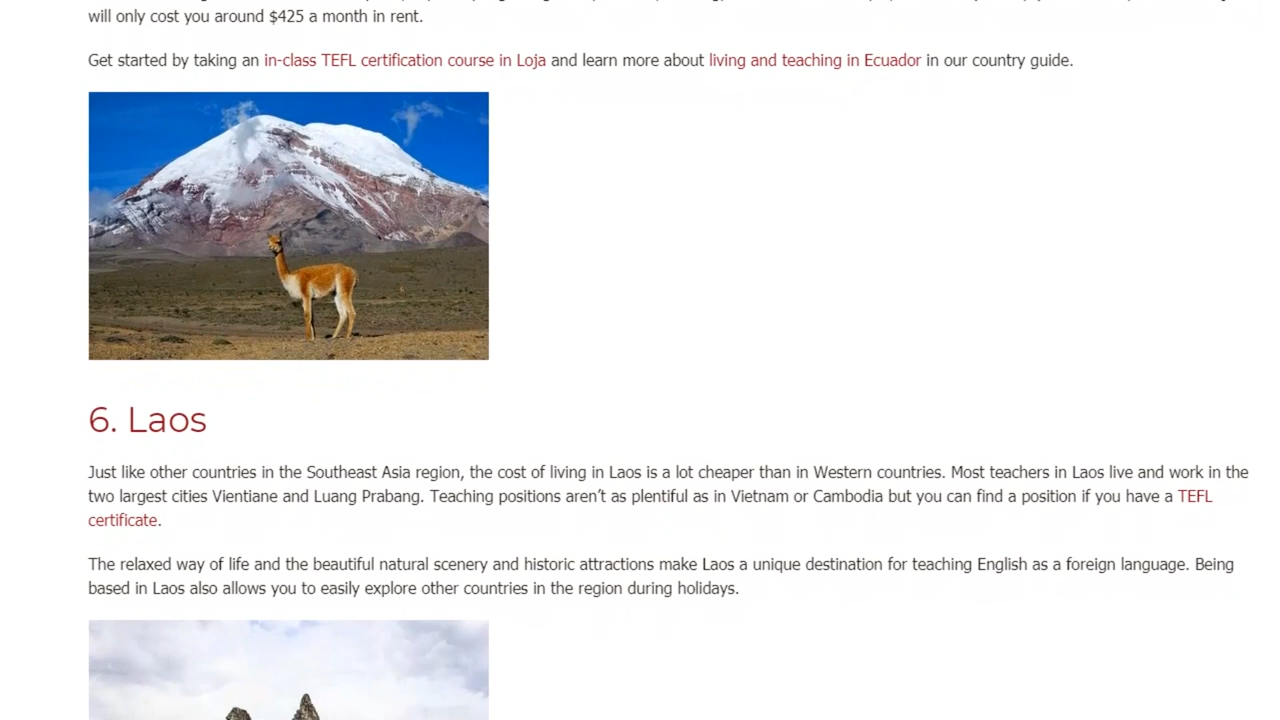 will only cost you around $425 a month in rent.
Get started by taking an in-class TEFL certification course in Loja and learn more about living and teaching in Ecuador in our country guide.
6. Laos
Just like other countries in the Southeast Asia region, the cost of living in Laos is a lot cheaper than in Western countries. Most teachers in Laos live and work in the
two largest cities Vientiane and Luang Prabang. Teaching positions aren't as plentiful as in Vietnam or Cambodia but you can find a position if you have a TEFL
certificate.
The relaxed way of life and the beautiful natural scenery and historic attractions make Laos a unique destination for teaching English as a foreign language. Being
based in Laos also allows you to easily explore other countries in the region during holidays.